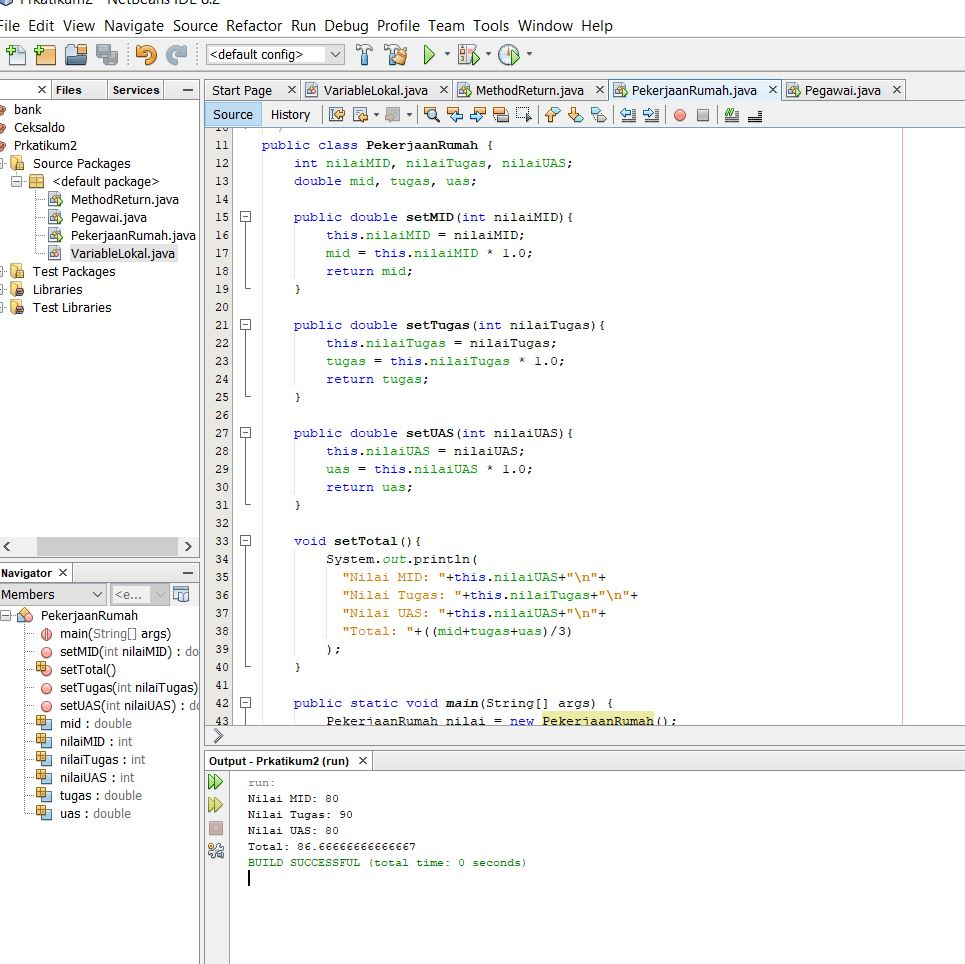 Prkatikum2 - NetBeans IDE 8.2
File Edit View Navigate Source Refactor Run Debug Profile Team Tools Window Help
<default config>
Files Services
bank
Ceksaldo
Prkatikum2
Source Packages
<default package>
MethodReturn.java
Pegawai.java
PekerjaanRumah.java
VariableLokal.java
Test Packages
Libraries
Test Libraries
Start Page VariableLokal.java MethodReturn.java PekerjaanRumah.java Pegawai.java
Source History
10 */
11 public class PekerjaanRumah {
12 int nilaiMID, nilaiTugas, nilaiUAS;
13 double mid, tugas, uas;
14
15 public double setMID(int nilaiMID){
16 this.nilaiMID = nilaiMID;
17 mid = this.nilaiMID * 1.0;
18 return mid;
19 }
20
21 public double setTugas(int nilaiTugas){
22 this.nilaiTugas = nilaiTugas;
23 tugas = this.nilaiTugas * 1.0;
24 return tugas;
25 }
26
27 public double setUAS(int nilaiUAS){
28 this.nilaiUAS = nilaiUAS;
29 uas = this.nilaiUAS * 1.0;
30 return uas;
31 }
32
33 void setTotal(){
34 System.out.println(
35 "Nilai MID: "+this.nilaiUAS+"\n"+
36 "Nilai Tugas: "+this.nilaiTugas+"\n"+
37 "Nilai UAS: "+this.nilaiUAS+"\n"+
38 "Total: "+((mid+tugas+uas)/3)
39 );
40 }
41
42 public static void main(String[] args) {
43 PekerjaanRumah nilai = new PekerjaanRumah();
Navigator
Members <e...
PekerjaanRumah
main(String[] args)
setMID(int nilaiMID) : do
setTotal()
setTugas(int nilaiTugas)
setUAS(int nilaiUAS) : do
mid : double
nilaiMID : int
nilaiTugas : int
nilaiUAS : int
tugas : double
uas : double
Output - Prkatikum2 (run)
run:
Nilai MID: 80
Nilai Tugas: 90
Nilai UAS: 80
Total: 86.66666666666667
BUILD SUCCESSFUL (total time: 0 seconds)